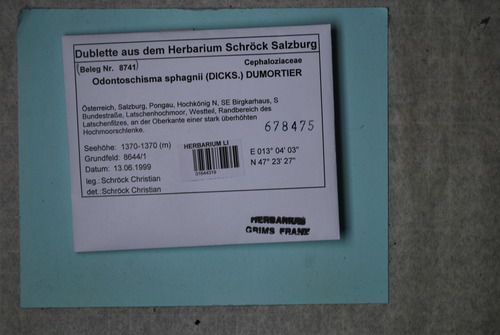 Dublette aus dem Herbarium Schröck Salzburg
(Beleg Nr. 8741) Cephaloziaceae
Odontoschisma sphagnii (DICKS.) DUMORTIER
Österreich, Salzburg, Pongau, Hochkönig N, SE Birgkarhaus, S
Bundestraße, Latschenhochmoor, Westteil, Randbereich des
Latschenfilzes, an der Oberkante einer stark überhöhten
Hochmoorschlenke.
678475
Seehöhe: 1370-1370 (m)
Grundfeld: 8644/1
Datum: 13.06.1999
leg.: Schröck Christian
det.: Schröck Christian
HERBARIUM LI
01644319
E 013° 04' 03"
N 47° 23' 27"
HERBARIUM
GRIMS FRANZ